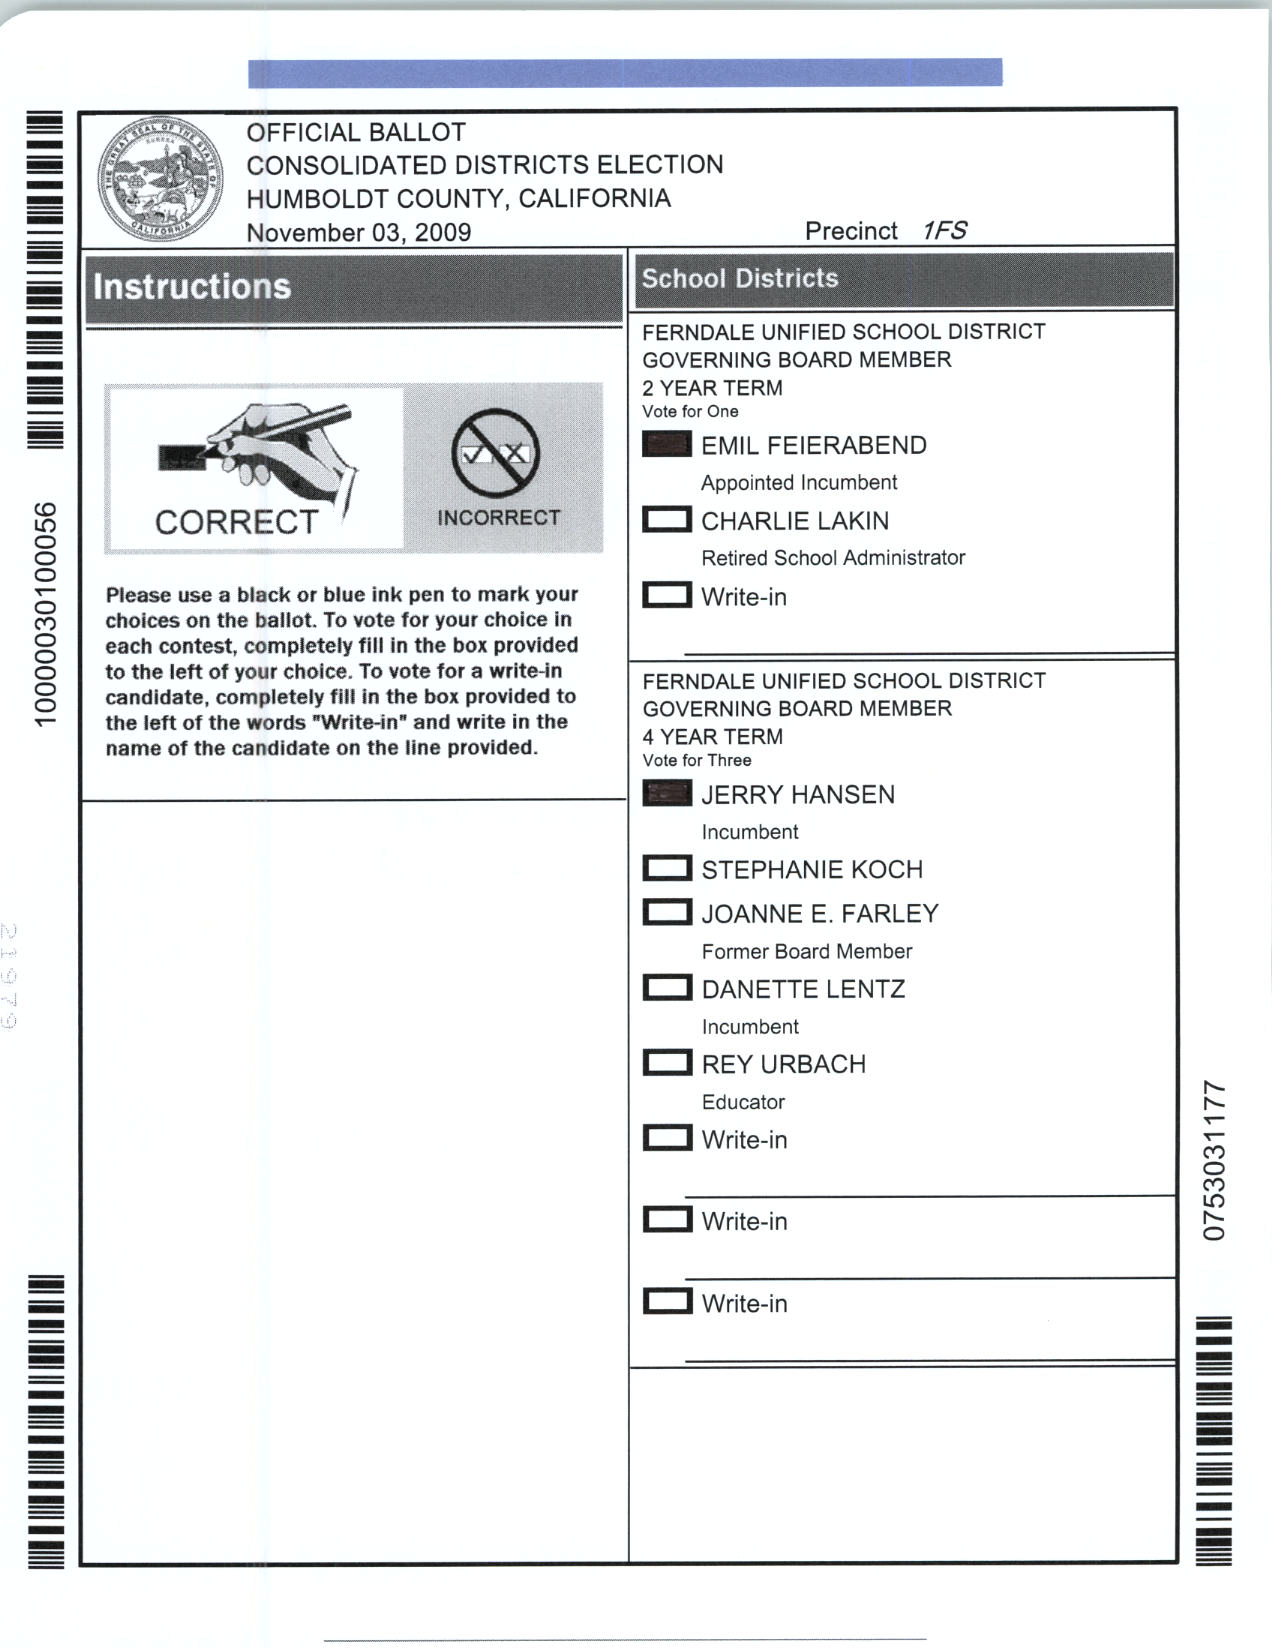 OFFICIAL BALLOT
CONSOLIDATED DISTRICTS ELECTION
HUMBOLDT COUNTY, CALIFORNIA
November 03, 2009
Precinct 1FS
THE GREAT SEAL OF THE STATE OF CALIFORNIA
EUREKA
Instructions
CORRECT
INCORRECT
Please use a black or blue ink pen to mark your
choices on the ballot. To vote for your choice in
each contest, completely fill in the box provided
to the left of your choice. To vote for a write-in
candidate, completely fill in the box provided to
the left of the words "Write-in" and write in the
name of the candidate on the line provided.
School Districts
FERNDALE UNIFIED SCHOOL DISTRICT
GOVERNING BOARD MEMBER
2 YEAR TERM
Vote for One
EMIL FEIERABEND
Appointed Incumbent
CHARLIE LAKIN
Retired School Administrator
Write-in
FERNDALE UNIFIED SCHOOL DISTRICT
GOVERNING BOARD MEMBER
4 YEAR TERM
Vote for Three
JERRY HANSEN
Incumbent
STEPHANIE KOCH
JOANNE E. FARLEY
Former Board Member
DANETTE LENTZ
Incumbent
REY URBACH
Educator
Write-in
Write-in
Write-in
10000030100056
21979
0753031177